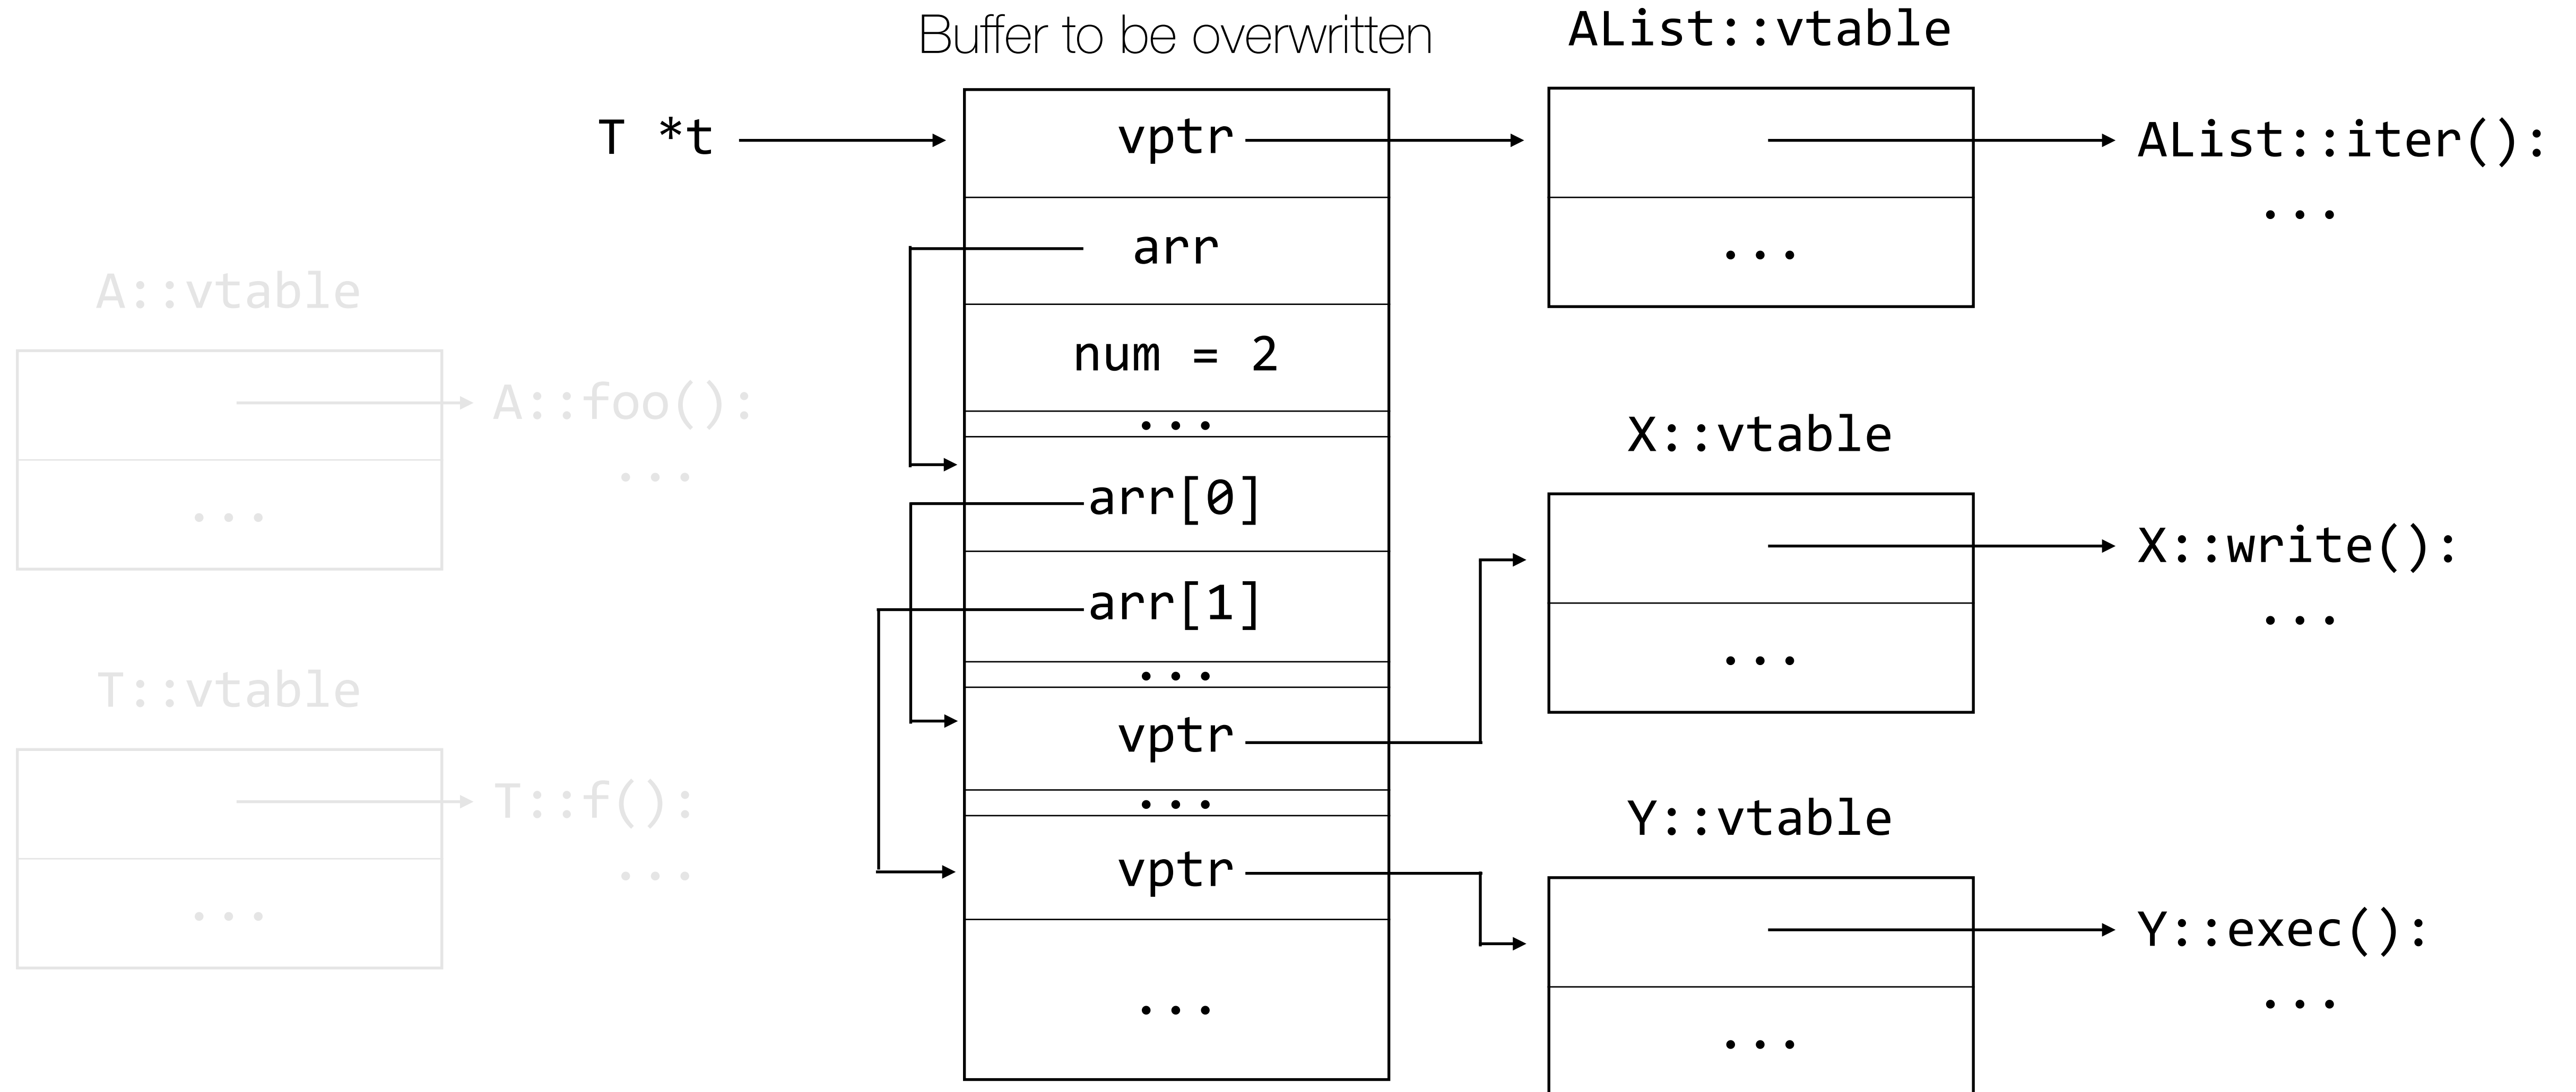 Buffer to be overwritten
AList::vtable
T *t
vptr
AList::iter():
...
arr
...
A::vtable
num = 2
A::foo():
...
...
...
X::vtable
arr[0]
X::write():
...
arr[1]
...
...
T::vtable
vptr
T::f():
...
...
...
Y::vtable
vptr
Y::exec():
...
...
...